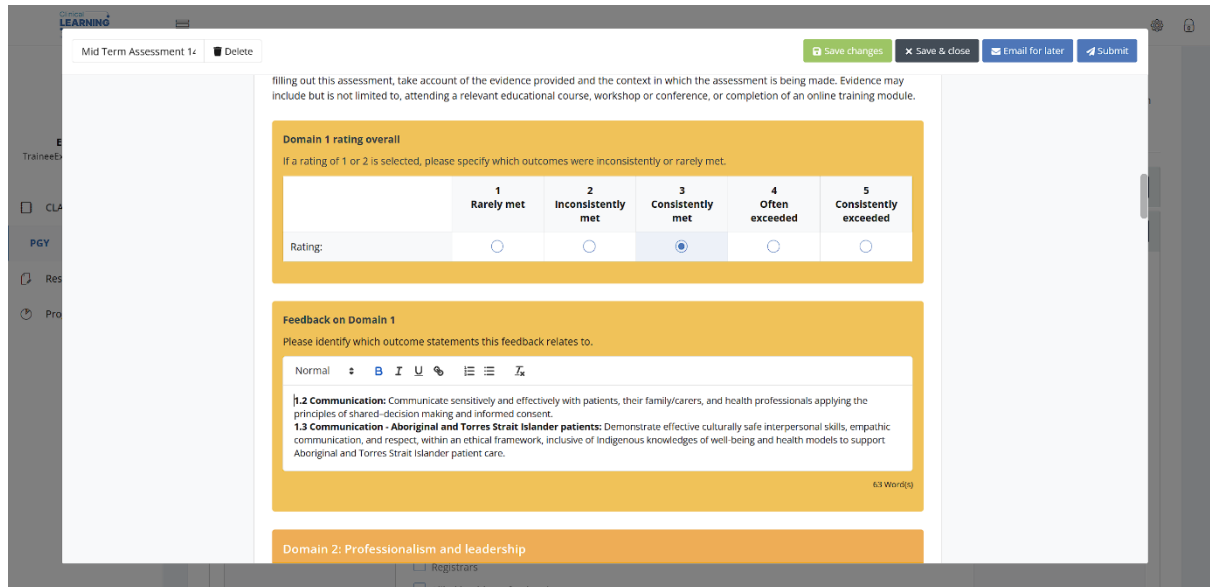 Clinical
LEARNING
Mid Term Assessment 14
Delete
Save changes
Save & close
Email for later
Submit
filling out this assessment, take account of the evidence provided and the context in which the assessment is being made. Evidence may
include but is not limited to, attending a relevant educational course, workshop or conference, or completion of an online training module.
Domain 1 rating overall
If a rating of 1 or 2 is selected, please specify which outcomes were inconsistently or rarely met.
1 2 3 4 5
Rarely met Inconsistently Consistently Often Consistently
met met exceeded exceeded
Rating:
TraineeEx
CLA
PGY
Res
Pro
Feedback on Domain 1
Please identify which outcome statements this feedback relates to.
Normal B I U
1.2 Communication: Communicate sensitively and effectively with patients, their family/carers, and health professionals applying the
principles of shared–decision making and informed consent.
1.3 Communication - Aboriginal and Torres Strait Islander patients: Demonstrate effective culturally safe interpersonal skills, empathic
communication, and respect, within an ethical framework, inclusive of Indigenous knowledges of well-being and health models to support
Aboriginal and Torres Strait Islander patient care.
63 Word(s)
Domain 2: Professionalism and leadership
Registrars